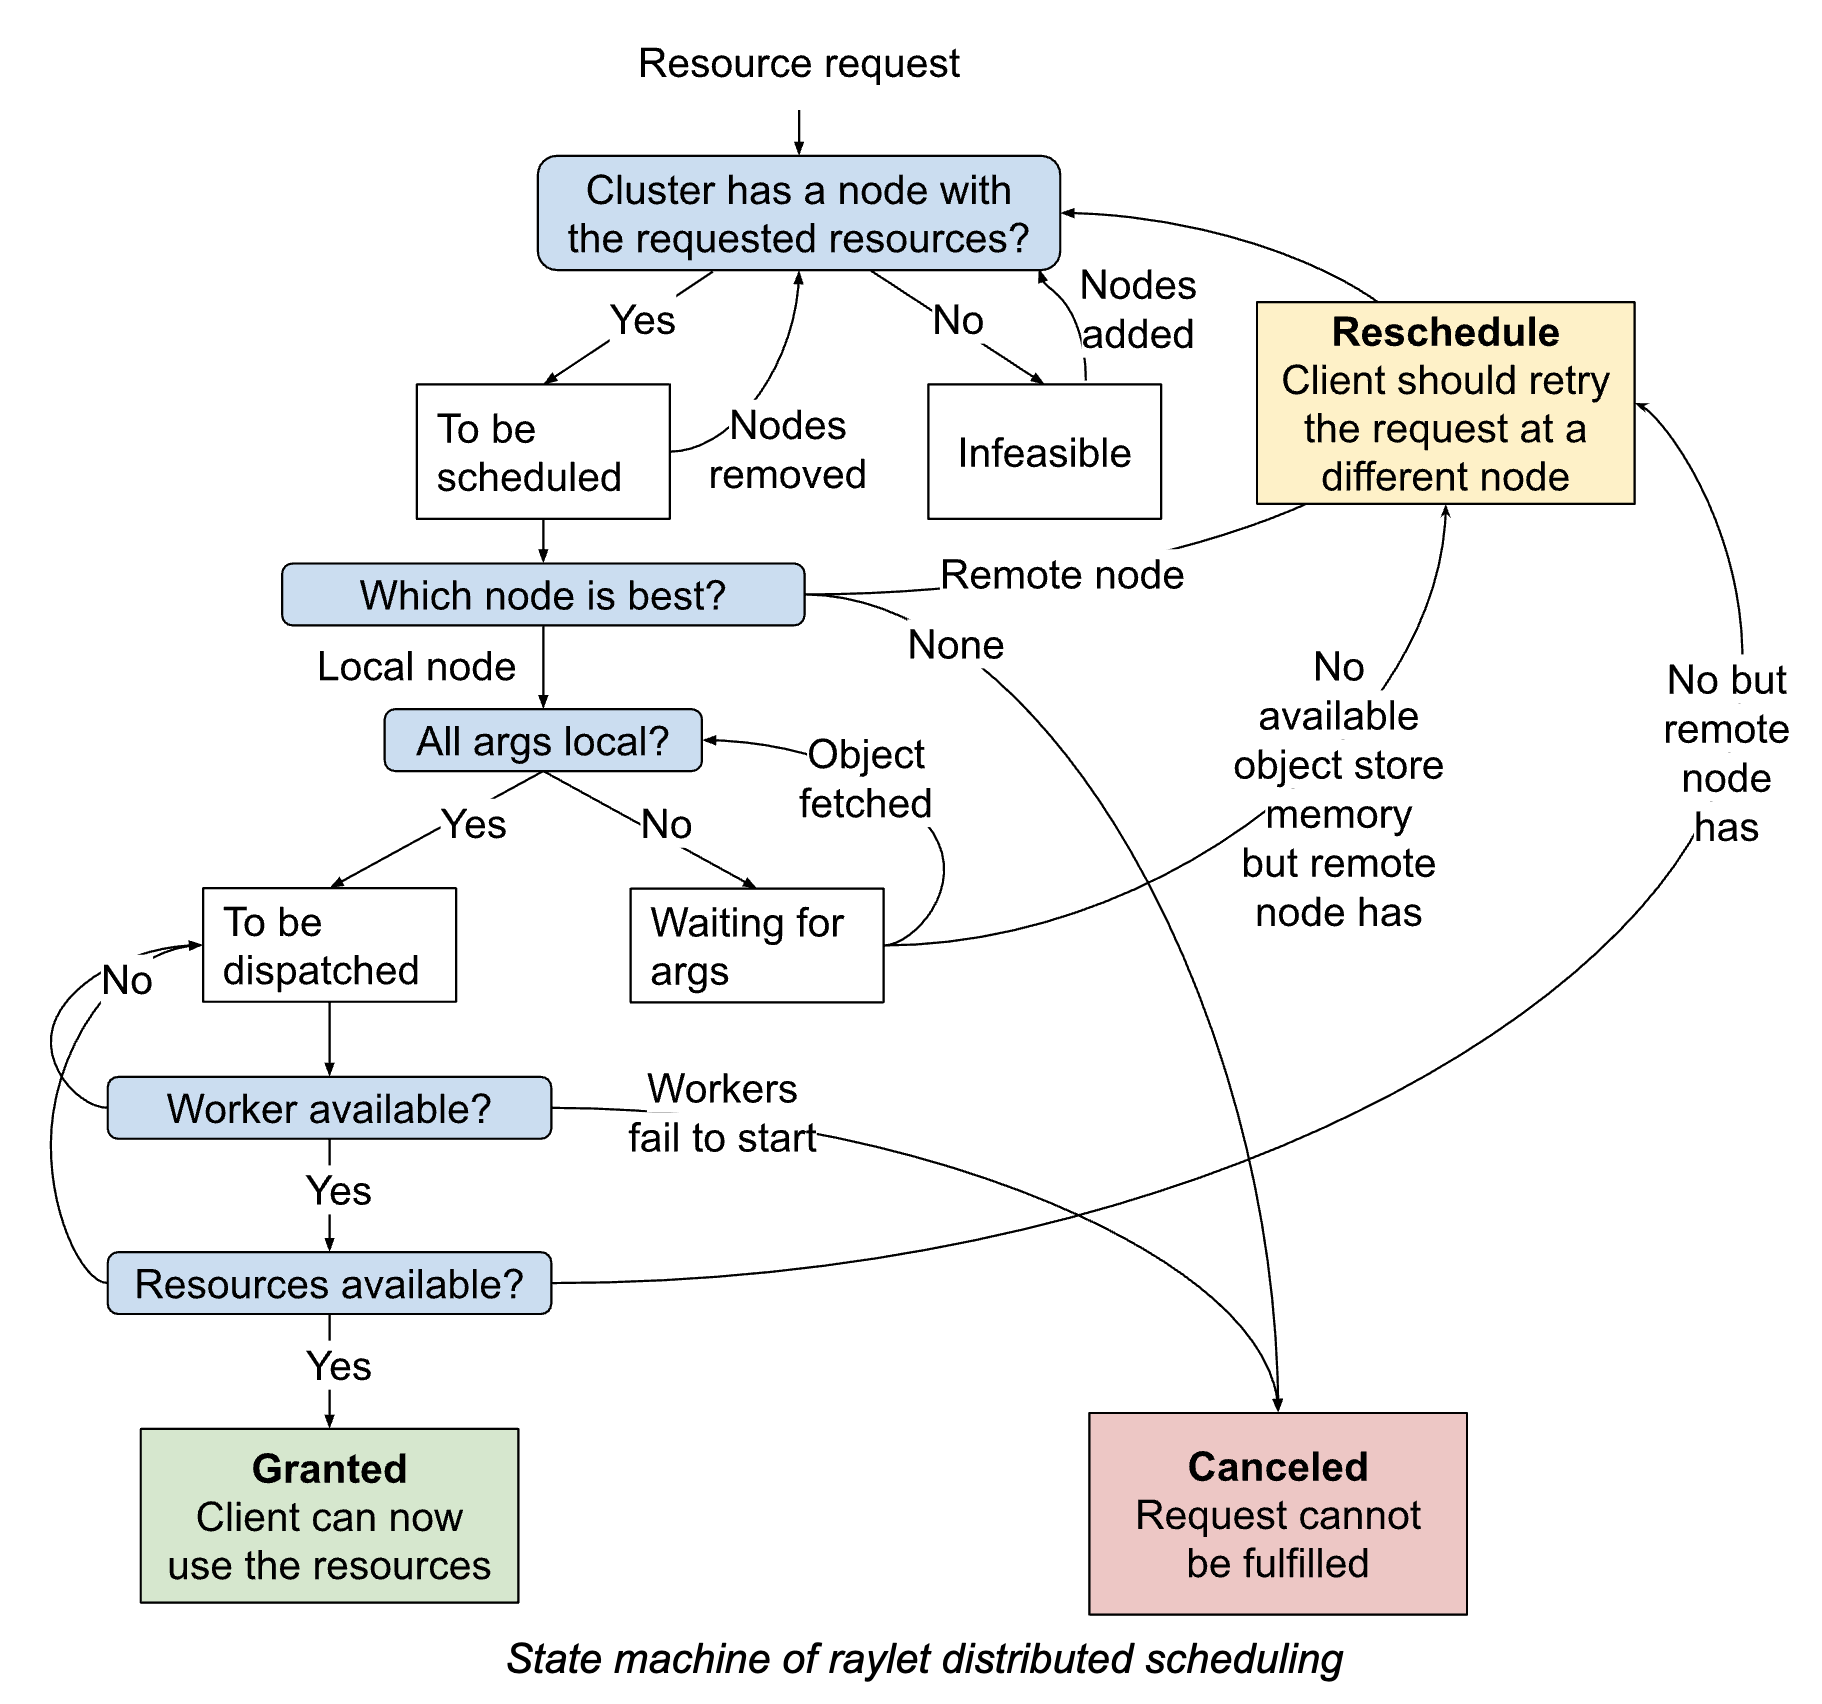 Resource request
Cluster has a node with
the requested resources?
Yes
No
Nodes
added
Reschedule
Client should retry
the request at a
different node
To be
scheduled
Nodes
removed
Infeasible
Which node is best?
Remote node
None
Local node
No
available
object store
memory
but remote
node has
No but
remote
node
has
All args local?
Object
fetched
Yes
No
To be
dispatched
Waiting for
args
No
Worker available?
Workers
fail to start
Yes
Resources available?
Yes
Granted
Client can now
use the resources
Canceled
Request cannot
be fulfilled
State machine of raylet distributed scheduling